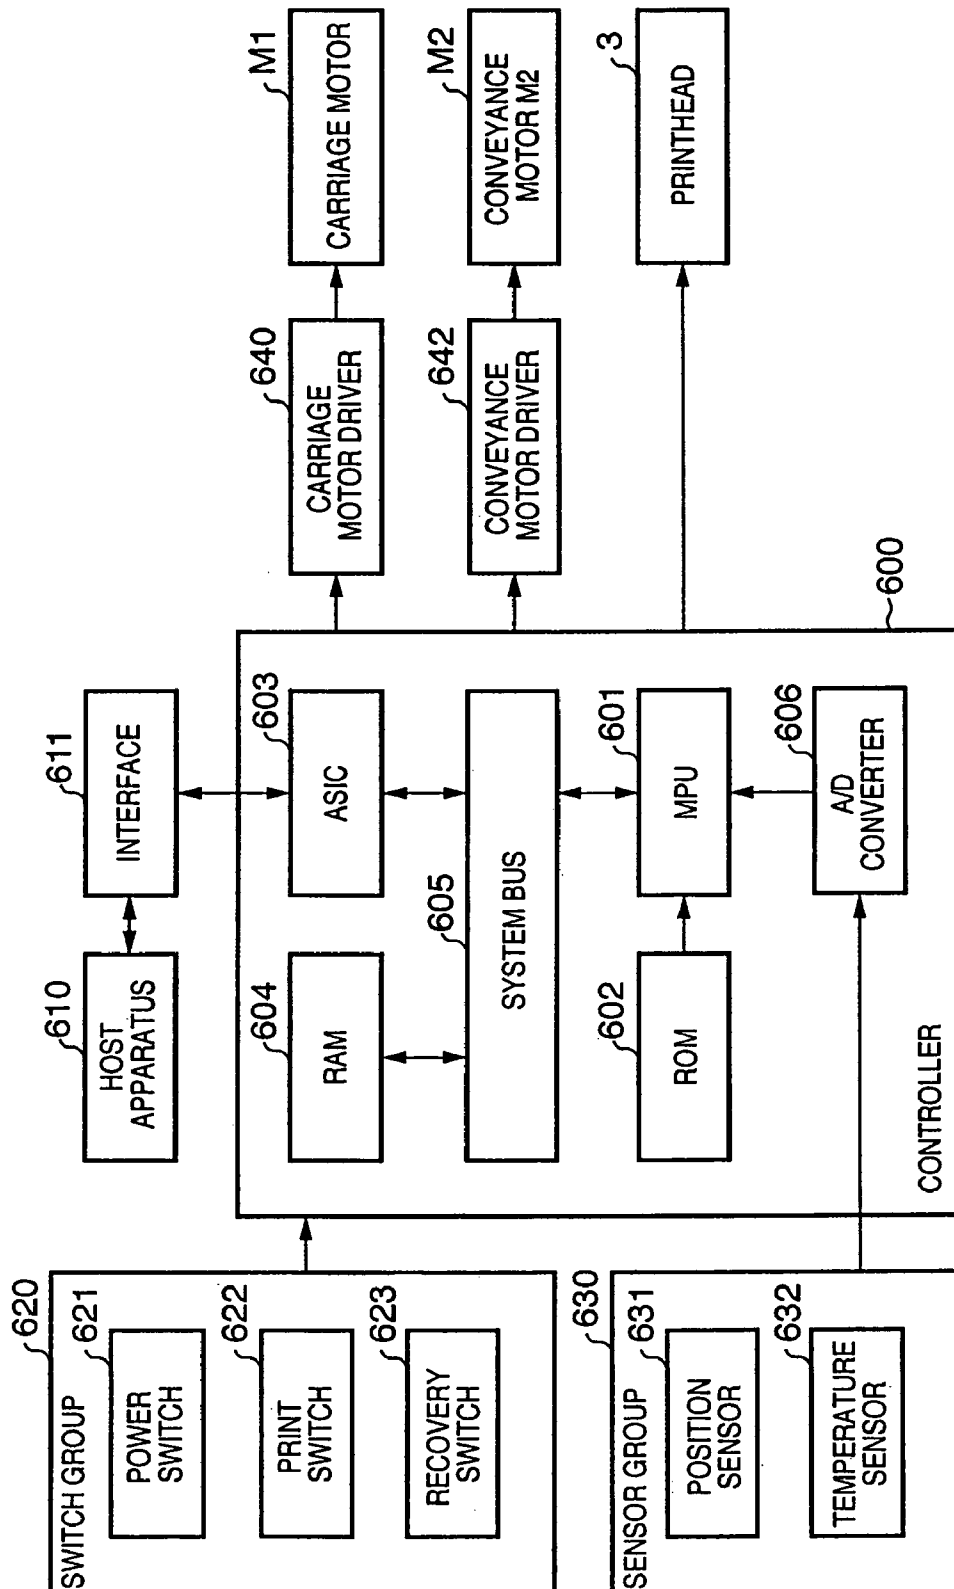 610
HOST
APPARATUS
611
INTERFACE
620
SWITCH GROUP
621
POWER
SWITCH
622
PRINT
SWITCH
623
RECOVERY
SWITCH
630
SENSOR GROUP
631
POSITION
SENSOR
632
TEMPERATURE
SENSOR
604
RAM
603
ASIC
605
SYSTEM BUS
602
ROM
601
MPU
606
A/D
CONVERTER
CONTROLLER
600
640
CARRIAGE
MOTOR DRIVER
M1
CARRIAGE MOTOR
642
CONVEYANCE
MOTOR DRIVER
M2
CONVEYANCE
MOTOR M2
3
PRINTHEAD